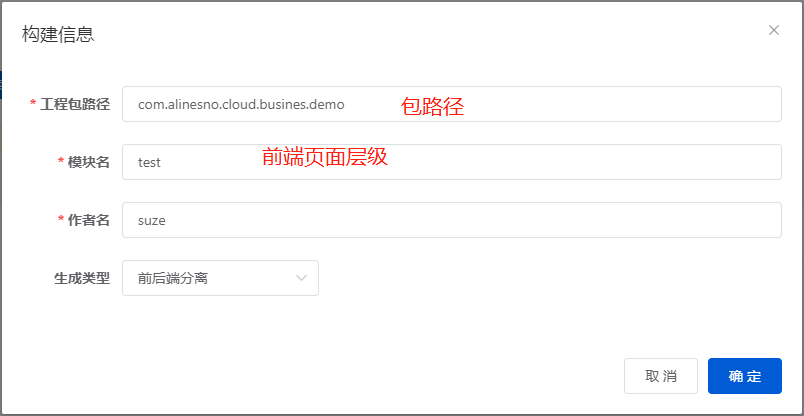 构建信息
* 工程包路径 com.alinesno.cloud.busines.demo 包路径
* 模块名 test 前端页面层级
* 作者名 suze
生成类型 前后端分离
取消 确定